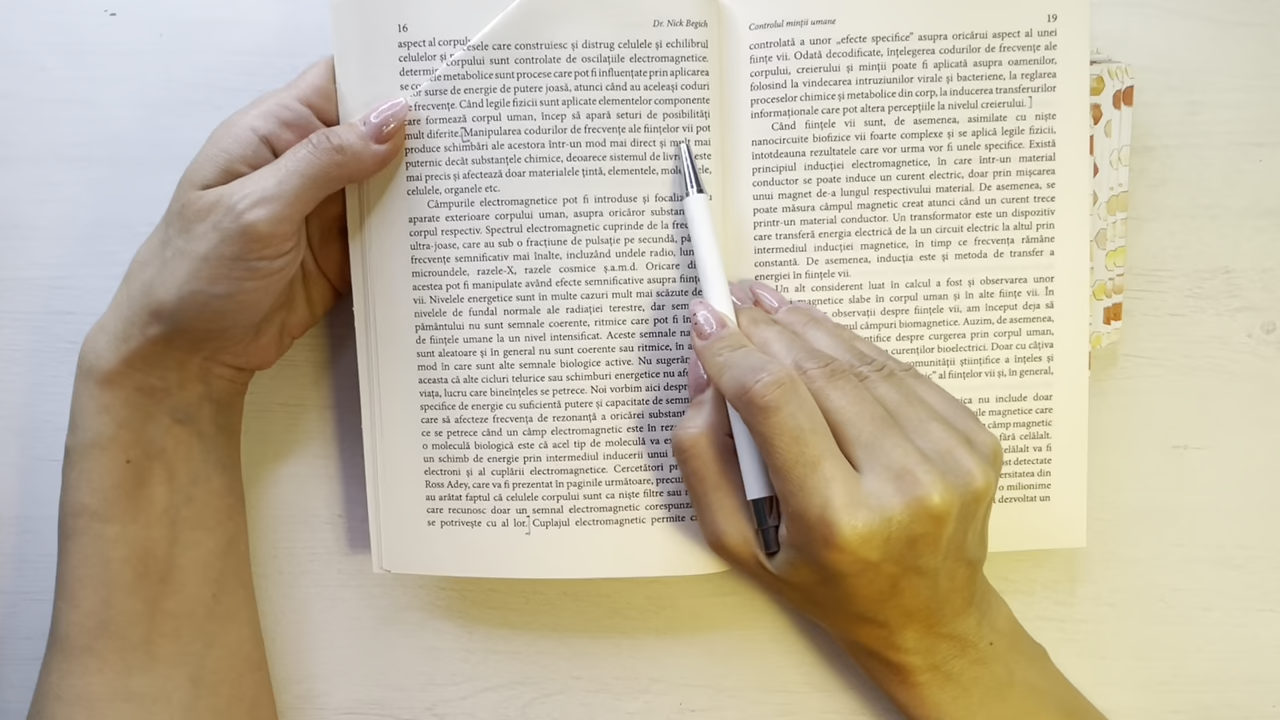 16
Dr. Nick Begich
aspect al corpul esele care construiesc și distrug celulele și echilibrul
celulelor și corpului sunt controlate de oscilațiile electromagnetice.
determi metabolice sunt procese care pot fi influențate prin aplicarea
surse de energie de putere joasă, atunci când au aceleași coduri
frecvență. Când legile fizicii sunt aplicate elementelor componente
care formează corpul uman, încep să apară seturi de posibilități
mult diferite. Manipularea codurilor de frecvențe ale ființelor vii pot
produce schimbări ale acestora într-un mod mai direct și mult mai
puternic decât substanțele chimice, deoarece sistemul de livr este
mai precis și afectează doar materialele țintă, elementele,
celulele, organele etc.
Câmpurile electromagnetice pot fi introduse și
aparate exterioare corpului uman, asupra oricăror
corpul respectiv. Spectrul electromagnetic cuprinde de la
ultra-joase, care au sub o fracțiune de pulsație pe secundă,
frecvențe semnificativ mai înalte, incluzând undele radio,
microundele, razele-X, razele cosmice ș.a.m.d. Oricare
acestea pot fi manipulate având efecte semnificative asupra
vii. Nivelele energetice sunt în multe cazuri mult mai scăzute de
nivelele de fundal normale ale radiației terestre, dar
pământului nu sunt semnale coerente, ritmice care pot fi
de ființele umane la un nivel intensificat. Aceste semnale
sunt aleatoare și în general nu sunt coerente sau ritmice, în
mod în care sunt alte semnale biologice active. Nu
aceasta că alte cicluri telurice sau schimburi energetice nu
viața, lucru care bineînțeles se petrece. Noi vorbim aici
specifice de energie cu suficientă putere și capacitate de
care să afecteze frecvența de rezonanță a oricărei
ce se petrece când un câmp electromagnetic este în
o moleculă biologică este că acel tip de moleculă va
un schimb de energie prin intermediul inducerii unui
electroni și al cuplării electromagnetice. Cercetători
Ross Adey, care va fi prezentat în paginile următoare,
au arătat faptul că celulele corpului sunt ca niște filtre sau
care recunosc doar un semnal electromagnetic
se potrivește cu al lor. Cuplajul electromagnetic permite
Controlul minții umane
19
controlată a unor „efecte specifice” asupra oricărui aspect al unei
ființe vii. Odată decodificate, înțelegerea codurilor de frecvențe ale
corpului, creierului și minții poate fi aplicată asupra oamenilor,
folosind la vindecarea intruziunilor virale și bacteriene, la reglarea
proceselor chimice și metabolice din corp, la inducerea transferurilor
informaționale care pot altera percepțiile la nivelul creierului.
Când ființele vii sunt, de asemenea, asimilate cu niște
nanocircuite biofizice vii foarte complexe și se aplică legile fizicii,
întotdeauna rezultatele care vor urma vor fi unele specifice. Există
principiul inducției electromagnetice, în care într-un material
conductor se poate induce un curent electric, doar prin mișcarea
unui magnet de-a lungul respectivului material. De asemenea, se
poate măsura câmpul magnetic creat atunci când un curent trece
printr-un material conductor. Un transformator este un dispozitiv
care transferă energia electrică de la un circuit electric la altul prin
intermediul inducției magnetice, în timp ce frecvența rămâne
constantă. De asemenea, inducția este și metoda de transfer a
energiei în ființele vii.
Un alt considerent luat în calcul a fost și observarea unor
magnetice slabe în corpul uman și în alte ființe vii. În
observații despre ființele vii, am început deja să
câmpuri biomagnetice. Auzim, de asemenea,
despre curgerea prin corpul uman,
curenților bioelectrici. Doar cu câțiva
comunității științifice a înțeles și
al ființelor vii și, în general,
nu include doar
magnetice care
câmp magnetic
fără celălalt.
celălalt va fi
detectate
din
o milionime
dezvoltat un